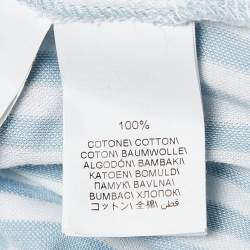 100%
COTONE\ COTTON\
COTON\ BAUMWOLLE\
ALGODÓN\ BAMBAKI\
KATOEN\ BOMULD\
ПАМУК\ BAVLNA\
BUMBAC\ ХЛОПОК\
コットン\ 全綿\ قطن